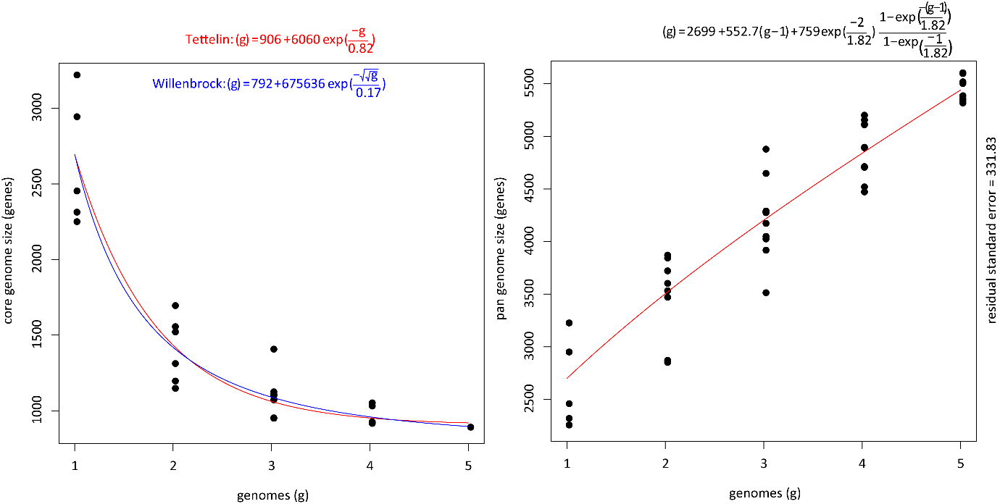 Tettelin: (g) = 906 + 6060 exp(-g/0.82)
Willenbrock: (g) = 792 + 675636 exp(-√√g/0.17)
core genome size (genes)
3000
2500
2000
1500
1000
1 2 3 4 5
genomes (g)
(g) = 2699 + 552.7(g-1) + 759 exp(-2/1.82) 1-exp(-(g-1)/1.82) / 1-exp(-1/1.82)
pan genome size (genes)
5500
5000
4500
4000
3500
3000
2500
1 2 3 4 5
genomes (g)
residual standard error = 331.83